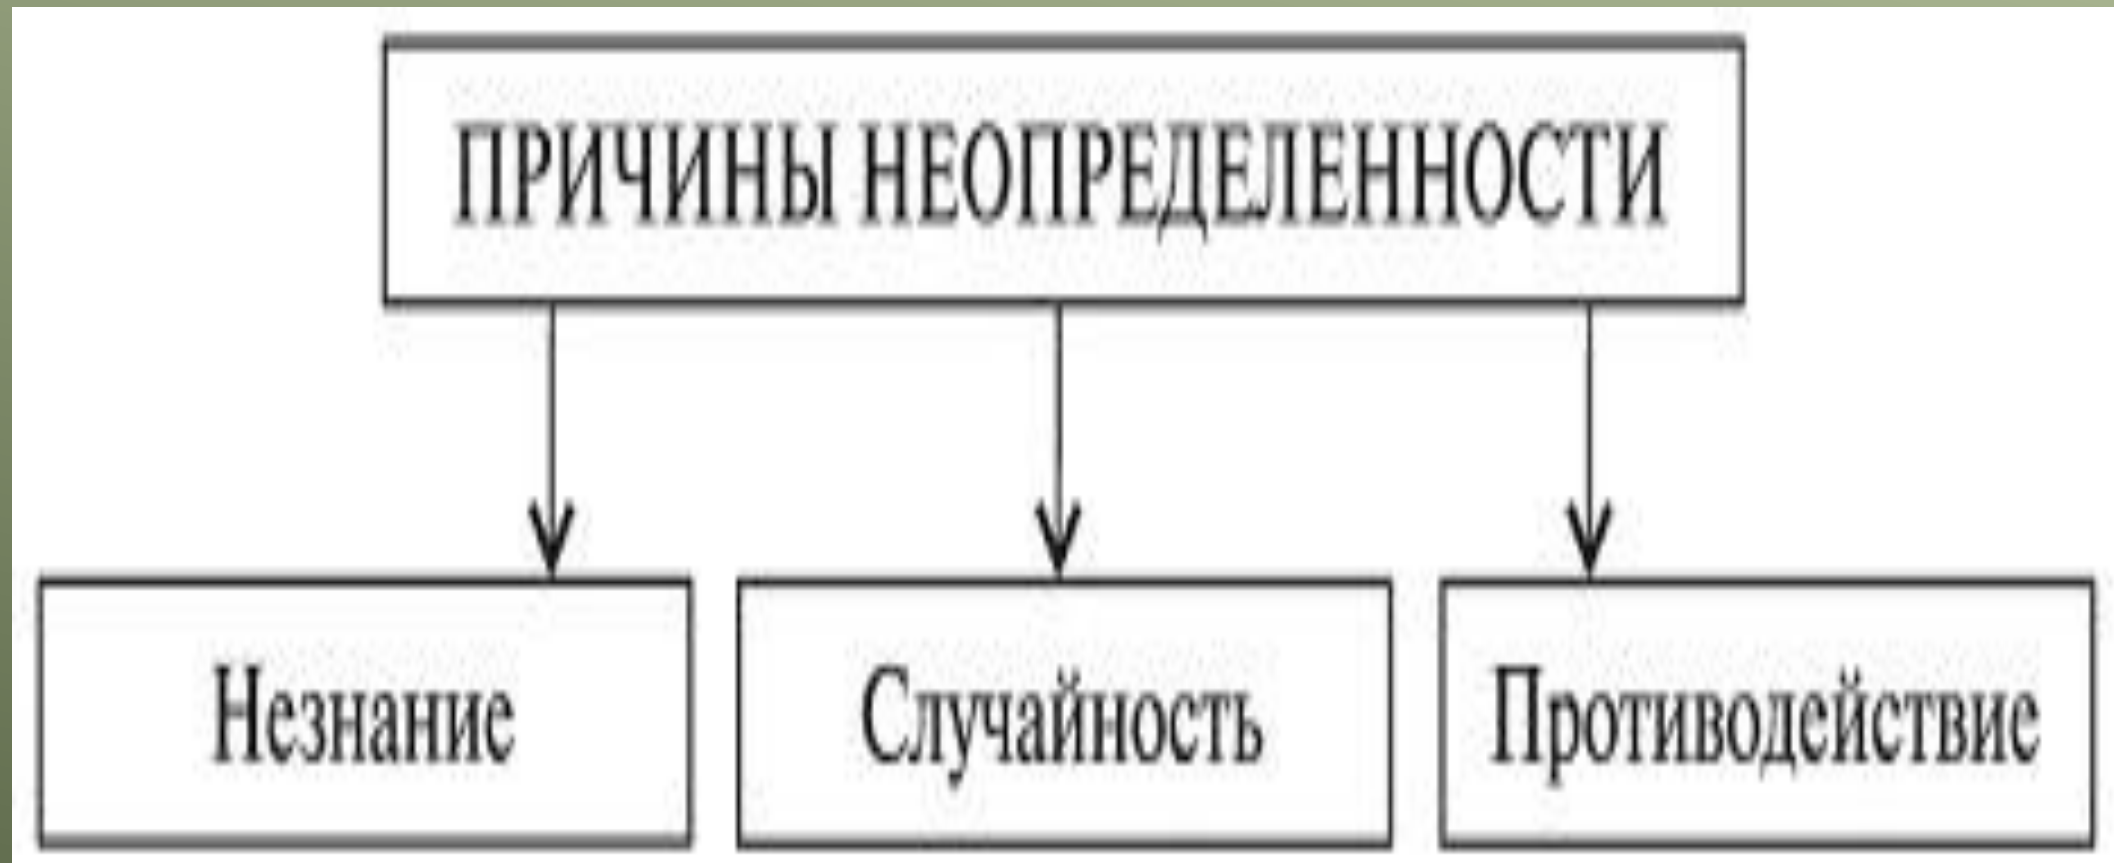 ПРИЧИНЫ НЕОПРЕДЕЛЕННОСТИ
Незнание
Случайность
Противодействие